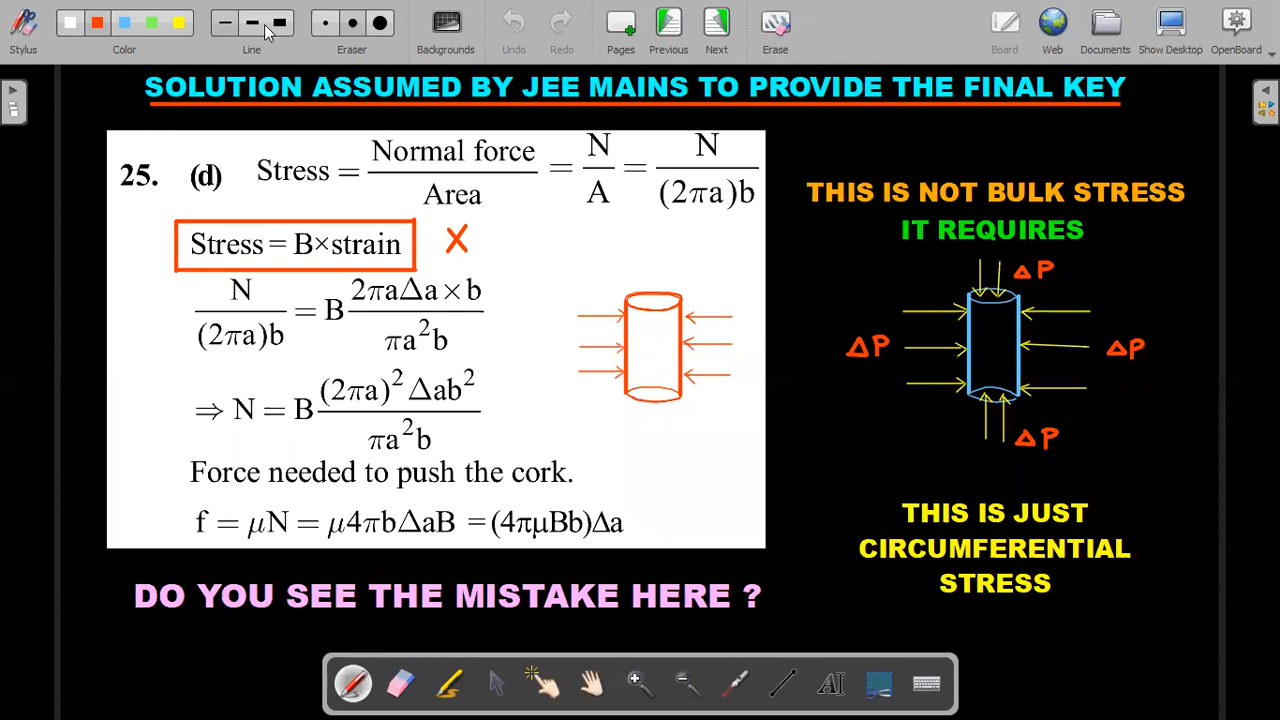 Stylus
Color
Line
Eraser
Backgrounds
Undo
Redo
Pages
Previous
Next
Erase
Board
Web
Documents
Show Desktop
OpenBoard
SOLUTION ASSUMED BY JEE MAINS TO PROVIDE THE FINAL KEY
25. (d) Stress = Normal force / Area = N / A = N / (2πa)b
Stress = B×strain X
N / (2πa)b = B 2πaΔa × b / πa²b
⇒ N = B (2πa)² Δab² / πa²b
Force needed to push the cork.
f = μN = μ4πbΔaB = (4πμBb)Δa
DO YOU SEE THE MISTAKE HERE ?
THIS IS NOT BULK STRESS
IT REQUIRES
ΔP
ΔP
ΔP
ΔP
THIS IS JUST
CIRCUMFERENTIAL
STRESS
AI